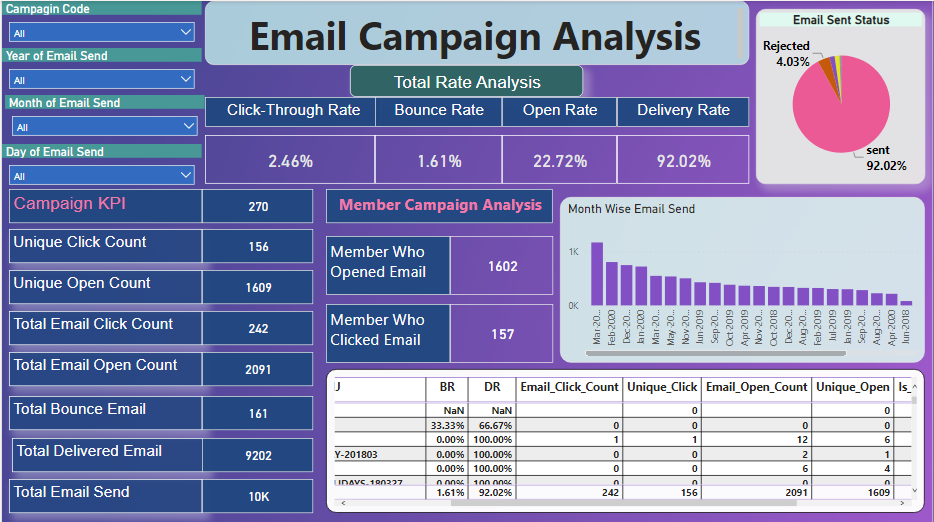 Campagin Code
All
Year of Email Send
All
Month of Email Send
All
Day of Email Send
All
Email Campaign Analysis
Total Rate Analysis
Click-Through Rate Bounce Rate Open Rate Delivery Rate
2.46% 1.61% 22.72% 92.02%
Email Sent Status
Rejected
4.03%
sent
92.02%
Campaign KPI 270
Unique Click Count 156
Unique Open Count 1609
Total Email Click Count 242
Total Email Open Count 2091
Total Bounce Email 161
Total Delivered Email 9202
Total Email Send 10K
Member Campaign Analysis
Member Who
Opened Email
1602
Member Who
Clicked Email
157
Month Wise Email Send
1K
0K
Mar-20...
Feb-2020
Dec-20...
Jan-2020
Mar-20...
May-20...
Nov-20...
Jun-2019
Sep-20...
Oct-2019
Apr-2019
Nov-20...
Oct-2018
Dec-20...
Aug-20...
Feb-2019
Jul-2019
Jan-2019
Sep-20...
Aug-20...
Apr-2020
Jun-2018
BR DR Email_Click_Count Unique_Click Email_Open_Count Unique_Open Is_
NaN NaN 0 0
33.33% 66.67% 0 0 0 0
0.00% 100.00% 1 1 12 6
Y-201803 0.00% 100.00% 0 0 2 1
0.00% 100.00% 0 0 6 4
UDAYS-180327 0.00% 100.00% 0 0 0 0
1.61% 92.02% 242 156 2091 1609